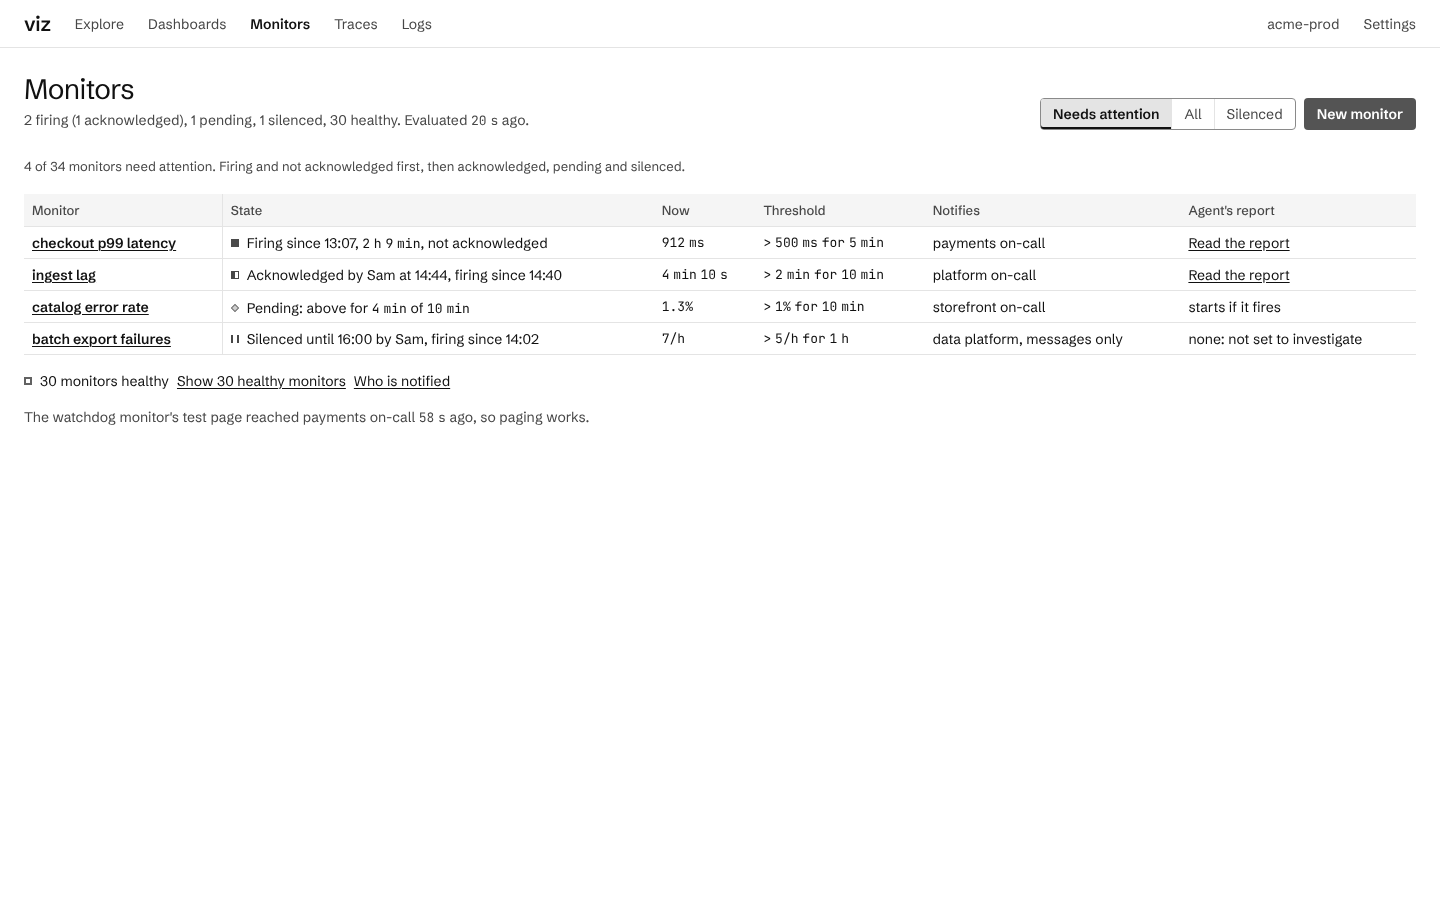 viz Explore Dashboards Monitors Traces Logs acme-prod Settings
Monitors
2 firing (1 acknowledged), 1 pending, 1 silenced, 30 healthy. Evaluated 20 s ago.
Needs attention All Silenced New monitor
4 of 34 monitors need attention. Firing and not acknowledged first, then acknowledged, pending and silenced.
Monitor State Now Threshold Notifies Agent's report
checkout p99 latency Firing since 13:07, 2 h 9 min, not acknowledged 912 ms > 500 ms for 5 min payments on-call Read the report
ingest lag Acknowledged by Sam at 14:44, firing since 14:40 4 min 10 s > 2 min for 10 min platform on-call Read the report
catalog error rate Pending: above for 4 min of 10 min 1.3% > 1% for 10 min storefront on-call starts if it fires
batch export failures Silenced until 16:00 by Sam, firing since 14:02 7/h > 5/h for 1 h data platform, messages only none: not set to investigate
30 monitors healthy Show 30 healthy monitors Who is notified
The watchdog monitor's test page reached payments on-call 58 s ago, so paging works.